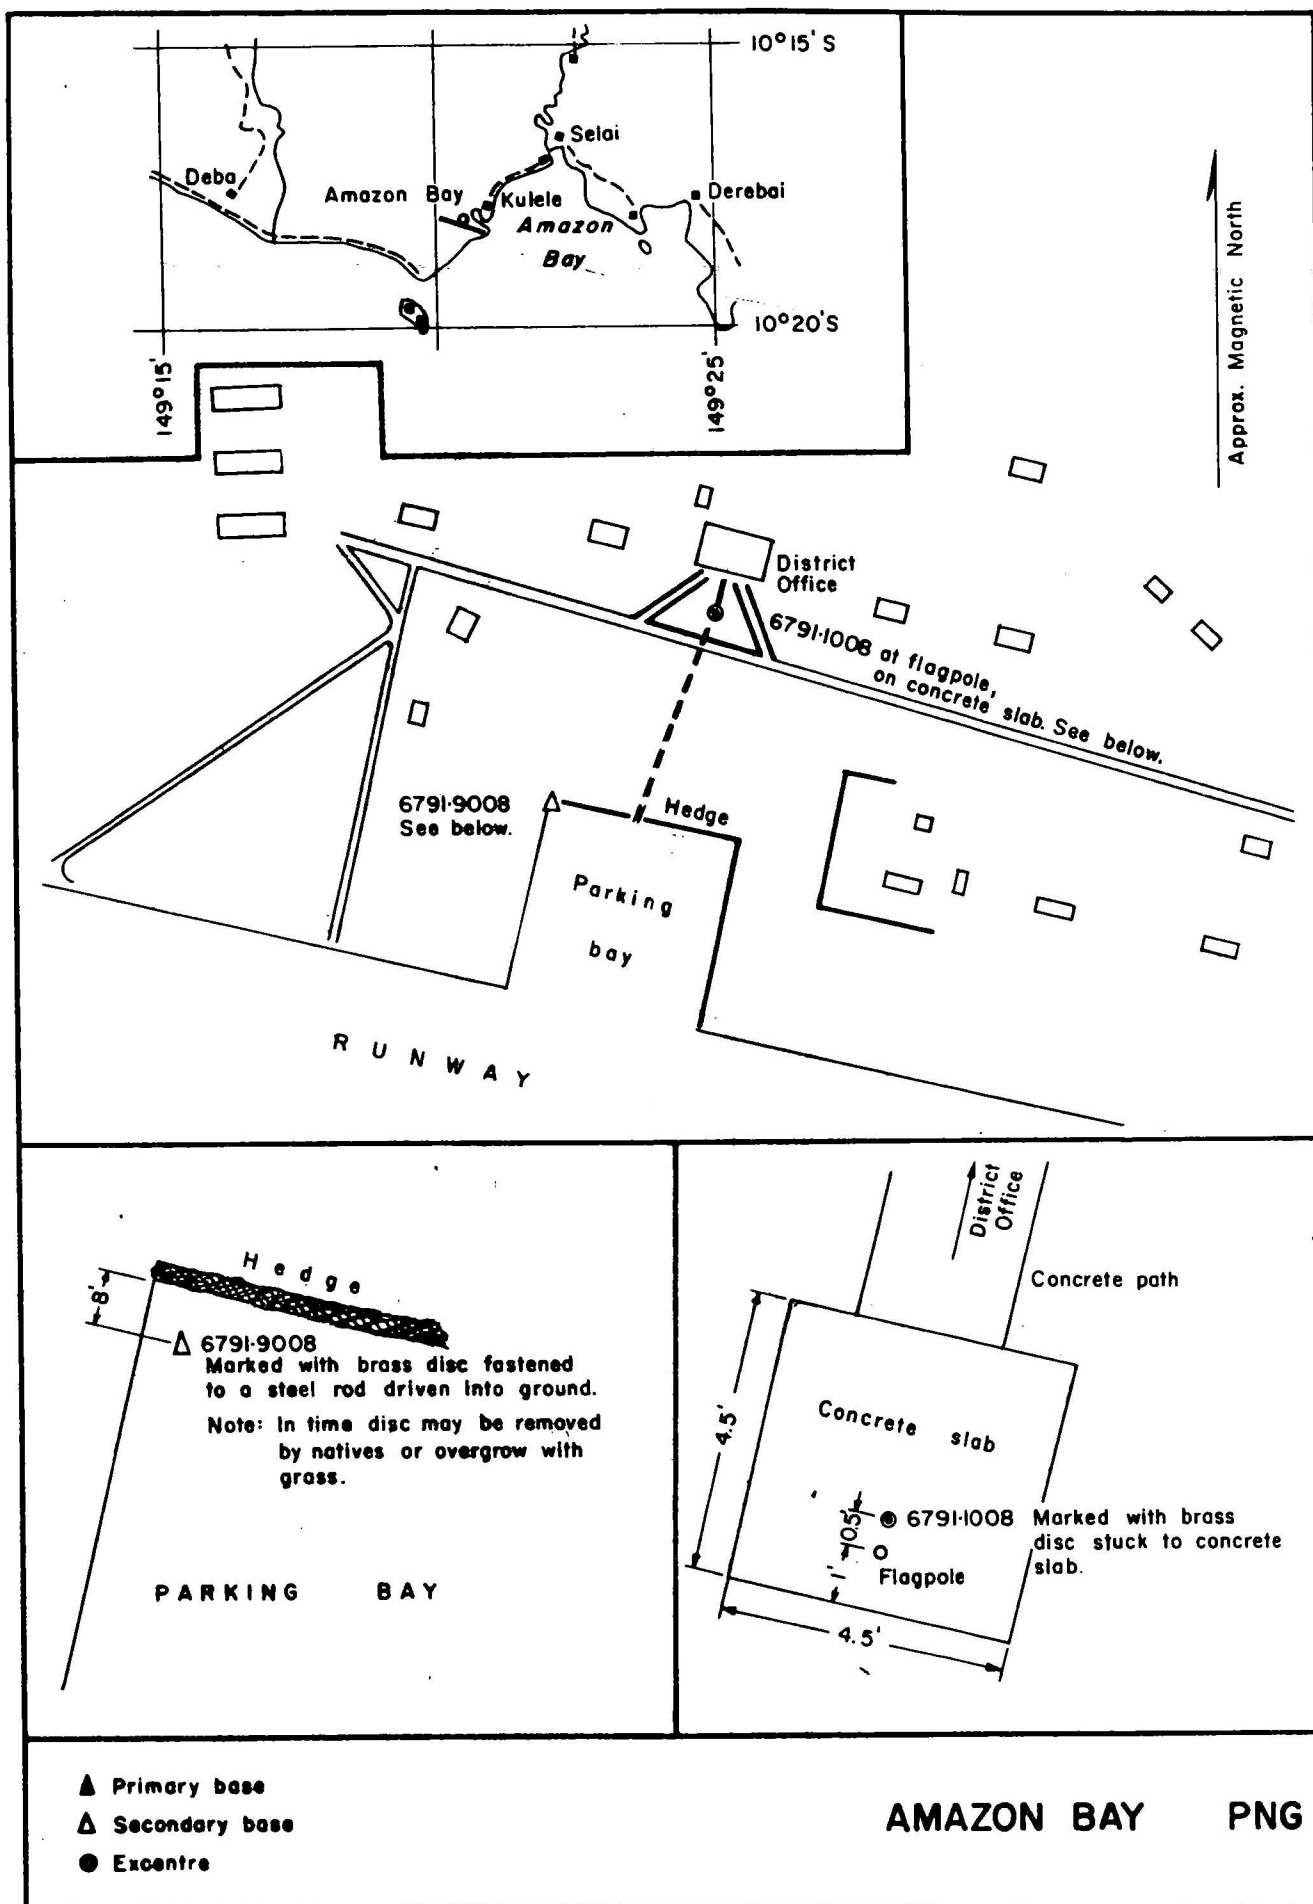 10°15' S
Selai
Deba
Derebai
Amazon Bay
Kulele
Amazon
Bay
10°20'S
149°15'
149°25'
Approx. Magnetic North
District
Office
6791·1008 at flagpole,
on concrete slab. See below.
6791·9008
See below.
Hedge
Parking
bay
RUNWAY
Hedge
8'
6791·9008
Marked with brass disc fastened
to a steel rod driven into ground.
Note: In time disc may be removed
by natives or overgrow with
grass.
PARKING BAY
District
Office
Concrete path
4.5'
Concrete slab
0.5'
6791·1008 Marked with brass
disc stuck to concrete
slab.
1'
Flagpole
4.5'
Primary base
Secondary base
Excentre
AMAZON BAY PNG